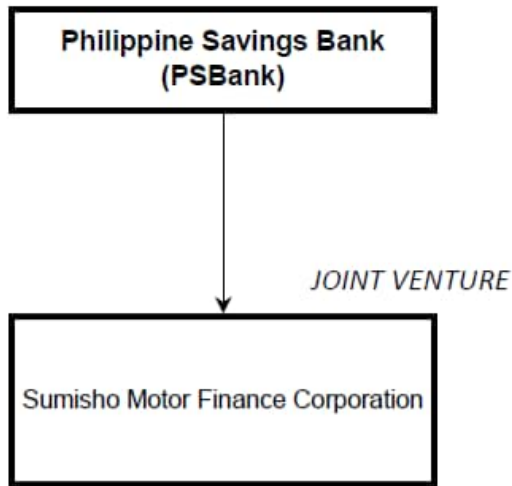 Philippine Savings Bank
(PSBank)
JOINT VENTURE
Sumisho Motor Finance Corporation